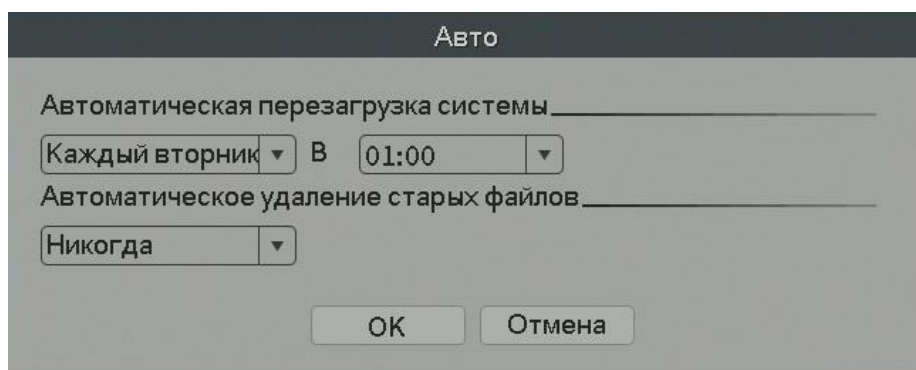 Авто
Автоматическая перезагрузка системы
Каждый вторник В 01:00
Автоматическое удаление старых файлов
Никогда
OK Отмена